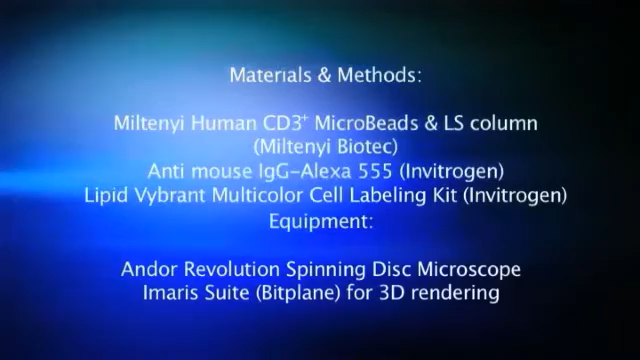 Materials & Methods:
Miltenyi Human CD3⁺ MicroBeads & LS column
(Miltenyi Biotec)
Anti mouse IgG-Alexa 555 (Invitrogen)
Lipid Vybrant Multicolor Cell Labeling Kit (Invitrogen)
Equipment:
Andor Revolution Spinning Disc Microscope
Imaris Suite (Bitplane) for 3D rendering